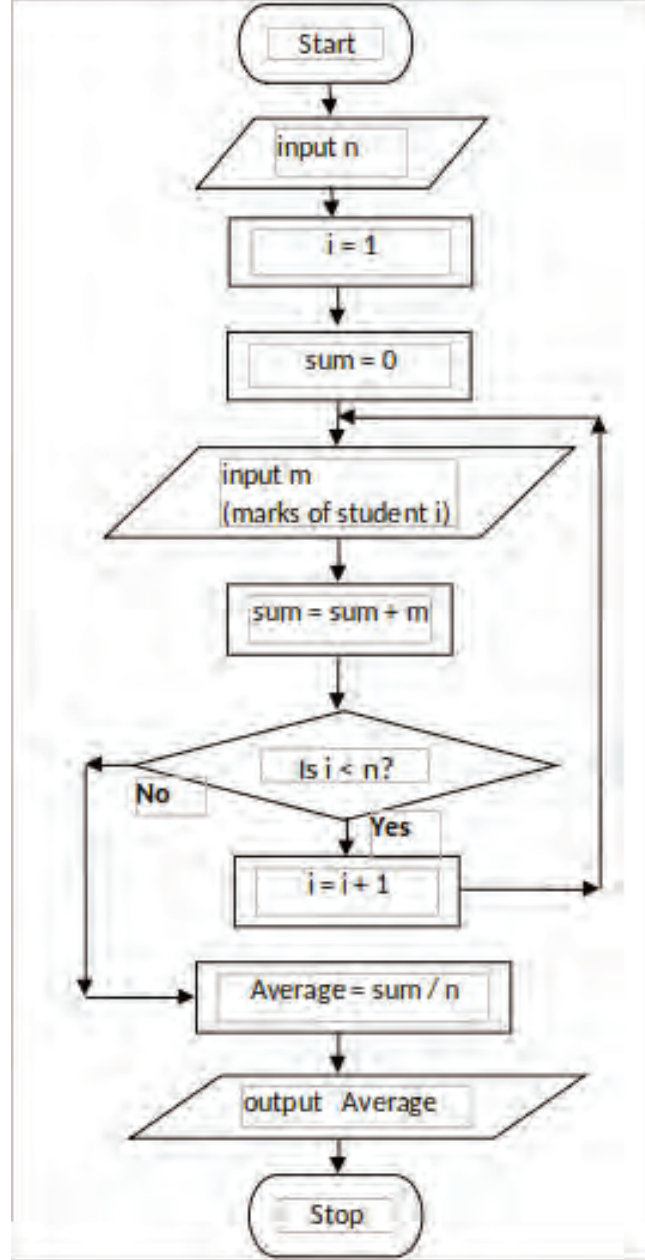 Start
input n
i = 1
sum = 0
input m
(marks of student i)
sum = sum + m
Is i < n?
No
Yes
i = i + 1
Average = sum / n
output Average
Stop